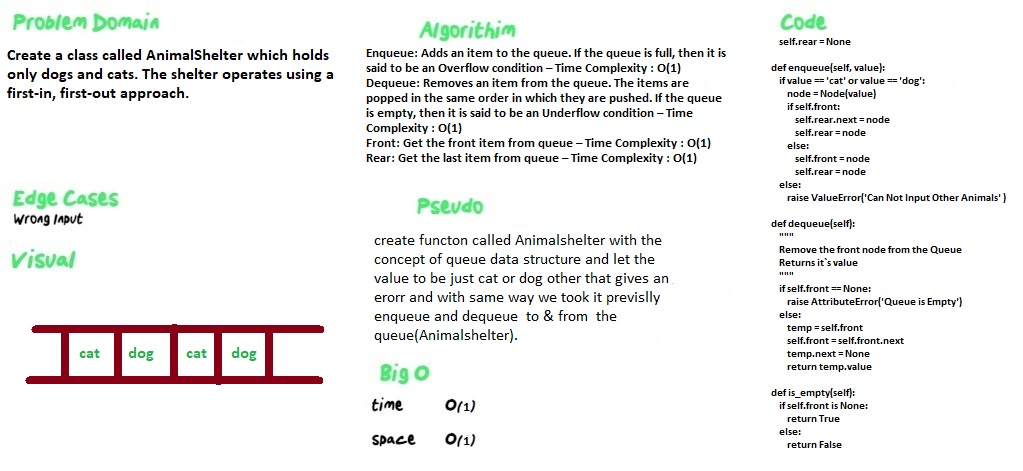 Problem Domain
Create a class called AnimalShelter which holds
only dogs and cats. The shelter operates using a
first-in, first-out approach.
Edge Cases
Wrong Input
Visual
cat dog cat dog
Algorithim
Enqueue: Adds an item to the queue. If the queue is full, then it is
said to be an Overflow condition – Time Complexity : O(1)
Dequeue: Removes an item from the queue. The items are
popped in the same order in which they are pushed. If the queue
is empty, then it is said to be an Underflow condition – Time
Complexity : O(1)
Front: Get the front item from queue – Time Complexity : O(1)
Rear: Get the last item from queue – Time Complexity : O(1)
Pseudo
create functon called Animalshelter with the
concept of queue data structure and let the
value to be just cat or dog other that gives an
erorr and with same way we took it previslly
enqueue and dequeue to & from the
queue(Animalshelter).
Big O
time O(1)
space O(1)
Code
self.rear = None
def enqueue(self, value):
if value == 'cat' or value == 'dog':
node = Node(value)
if self.front:
self.rear.next = node
self.rear = node
else:
self.front = node
self.rear = node
else:
raise ValueError('Can Not Input Other Animals' )
def dequeue(self):
"""
Remove the front node from the Queue
Returns it`s value
"""
if self.front == None:
raise AttributeError('Queue is Empty')
else:
temp = self.front
self.front = self.front.next
temp.next = None
return temp.value
def is_empty(self):
if self.front is None:
return True
else:
return False